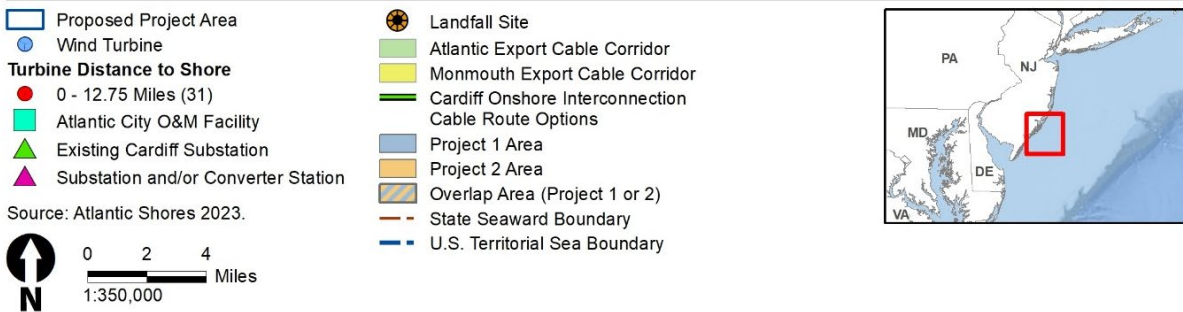 Proposed Project Area
Wind Turbine
Turbine Distance to Shore
0 - 12.75 Miles (31)
Atlantic City O&M Facility
Existing Cardiff Substation
Substation and/or Converter Station
Source: Atlantic Shores 2023.
N
0 2 4
Miles
1:350,000
Landfall Site
Atlantic Export Cable Corridor
Monmouth Export Cable Corridor
Cardiff Onshore Interconnection
Cable Route Options
Project 1 Area
Project 2 Area
Overlap Area (Project 1 or 2)
State Seaward Boundary
U.S. Territorial Sea Boundary
PA
NJ
MD
DE
VA